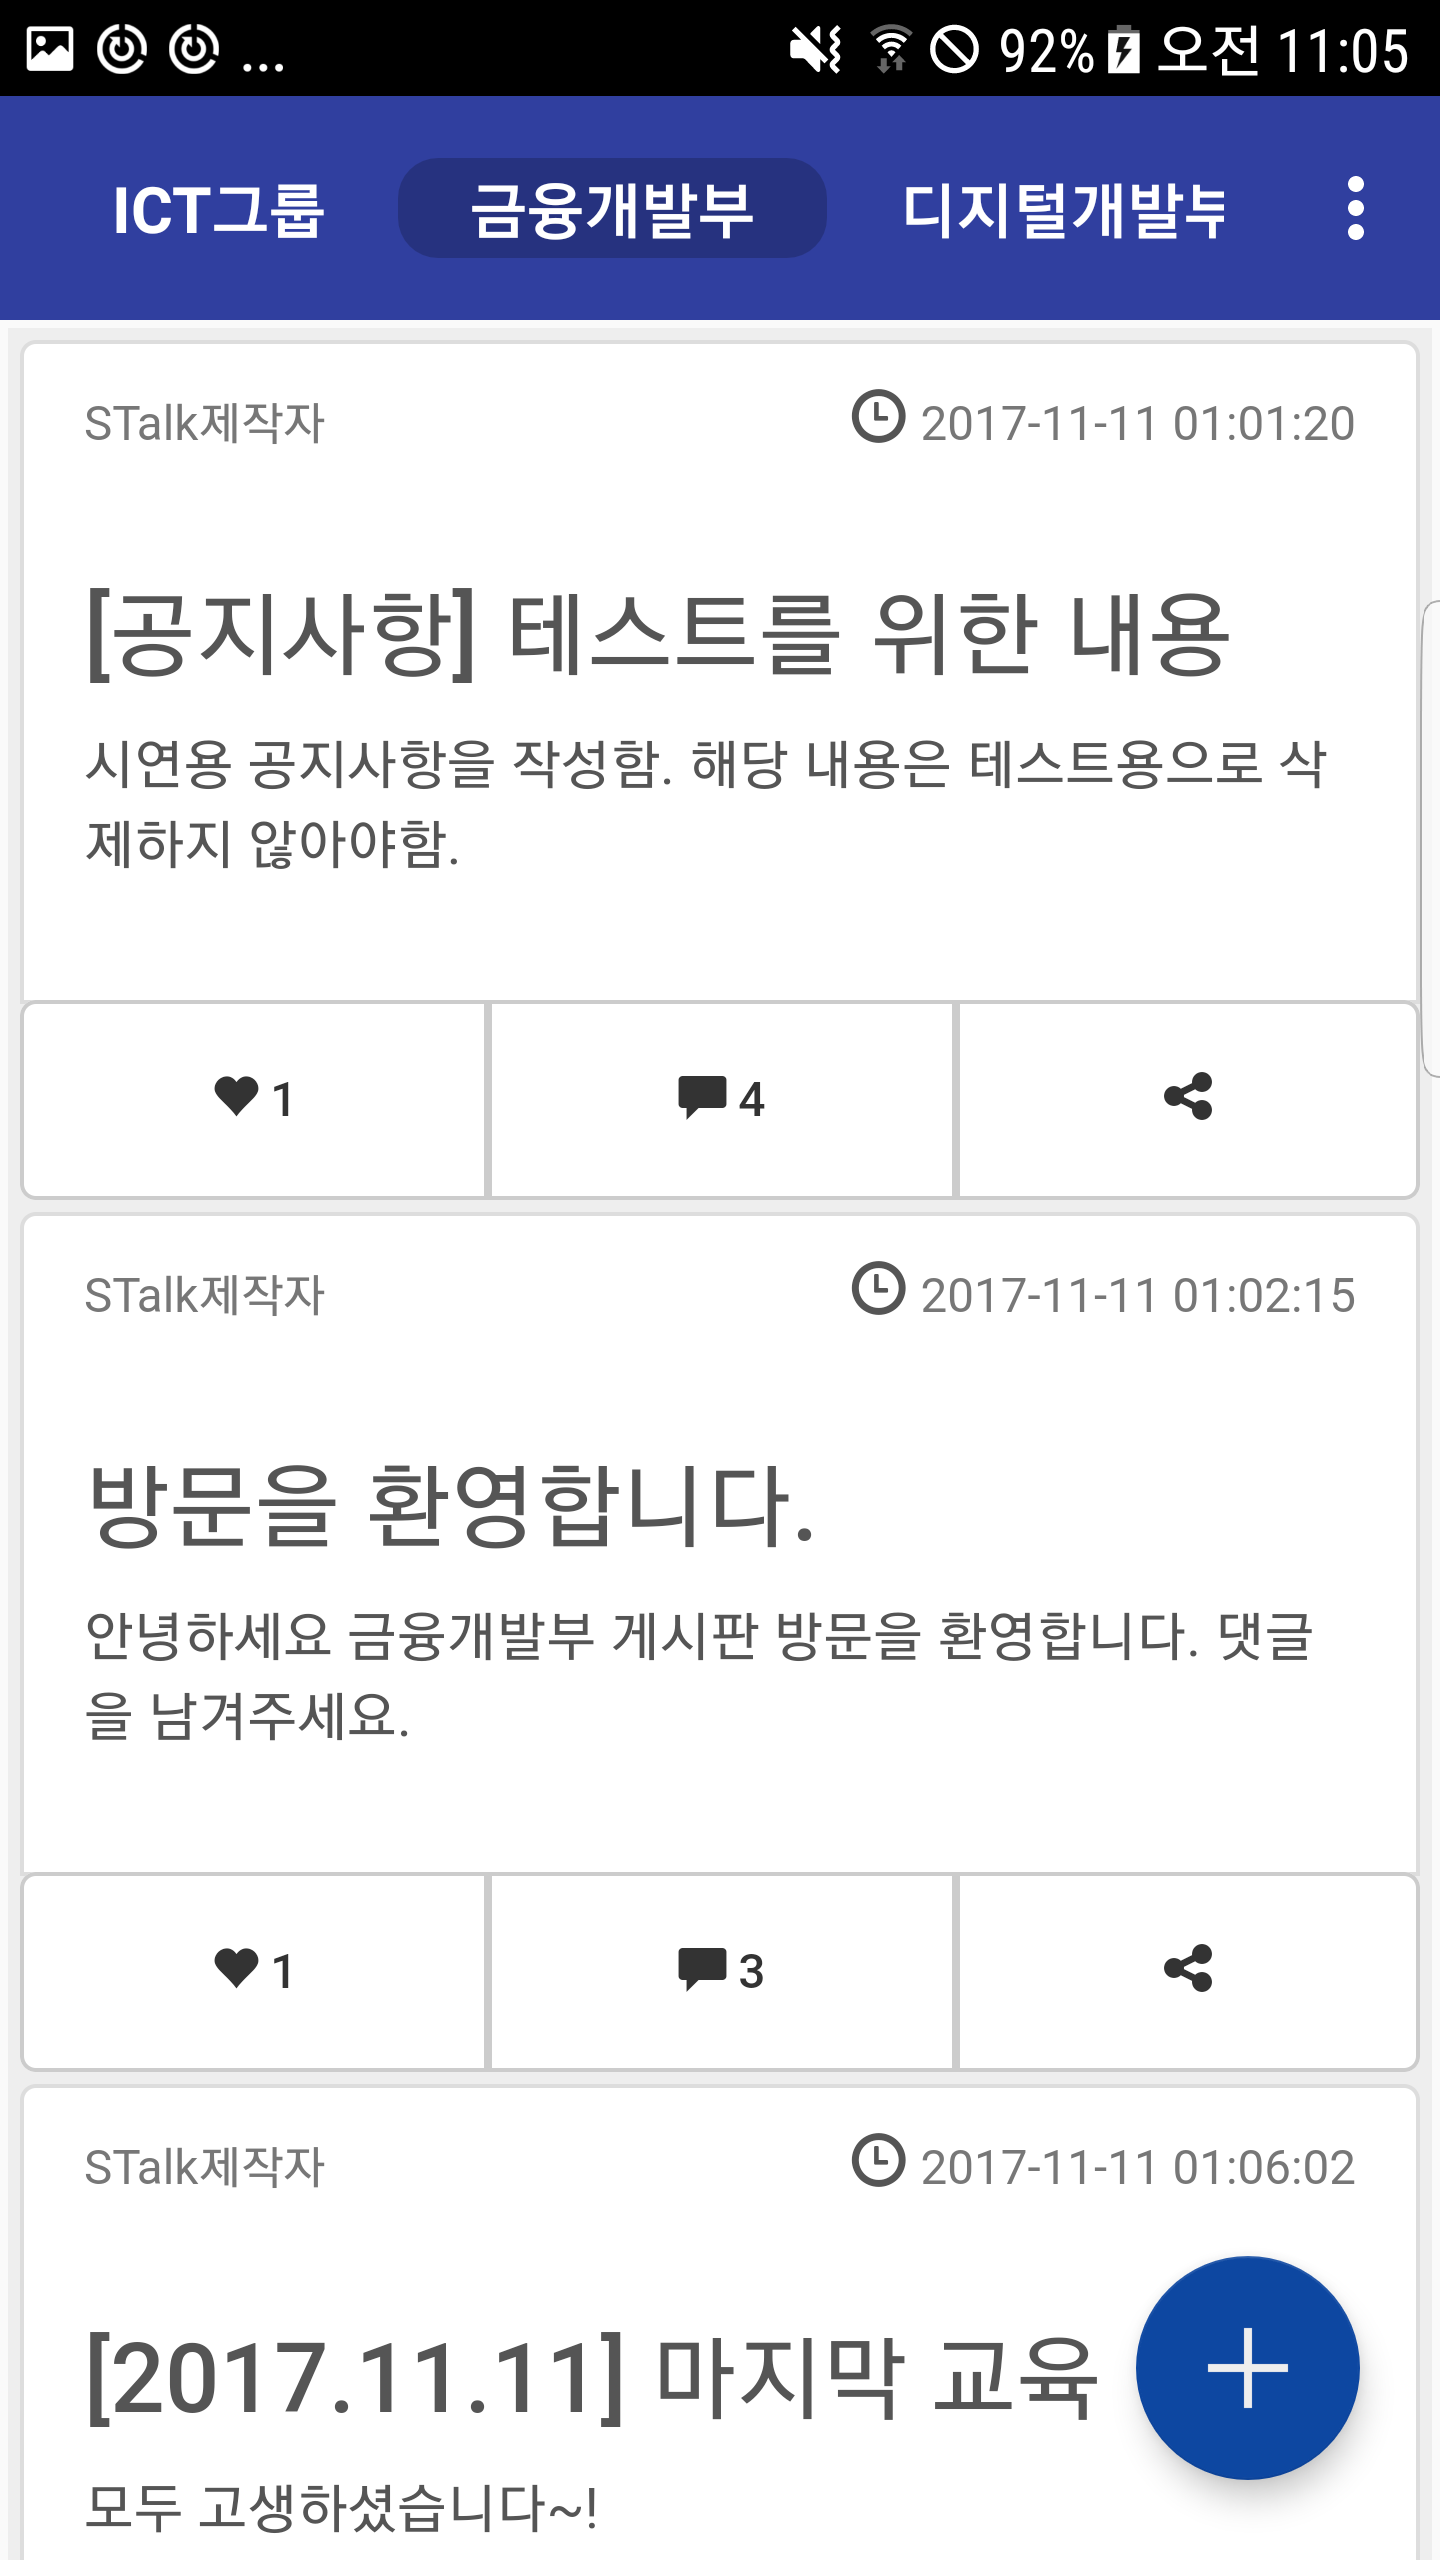 ... 92% 오전 11:05
ICT그룹 금융개발부 디지털개발부
STalk제작자 2017-11-11 01:01:20
[공지사항] 테스트를 위한 내용
시연용 공지사항을 작성함. 해당 내용은 테스트용으로 삭
제하지 않아야함.
1 4
STalk제작자 2017-11-11 01:02:15
방문을 환영합니다.
안녕하세요 금융개발부 게시판 방문을 환영합니다. 댓글
을 남겨주세요.
1 3
STalk제작자 2017-11-11 01:06:02
[2017.11.11] 마지막 교육
모두 고생하셨습니다~!